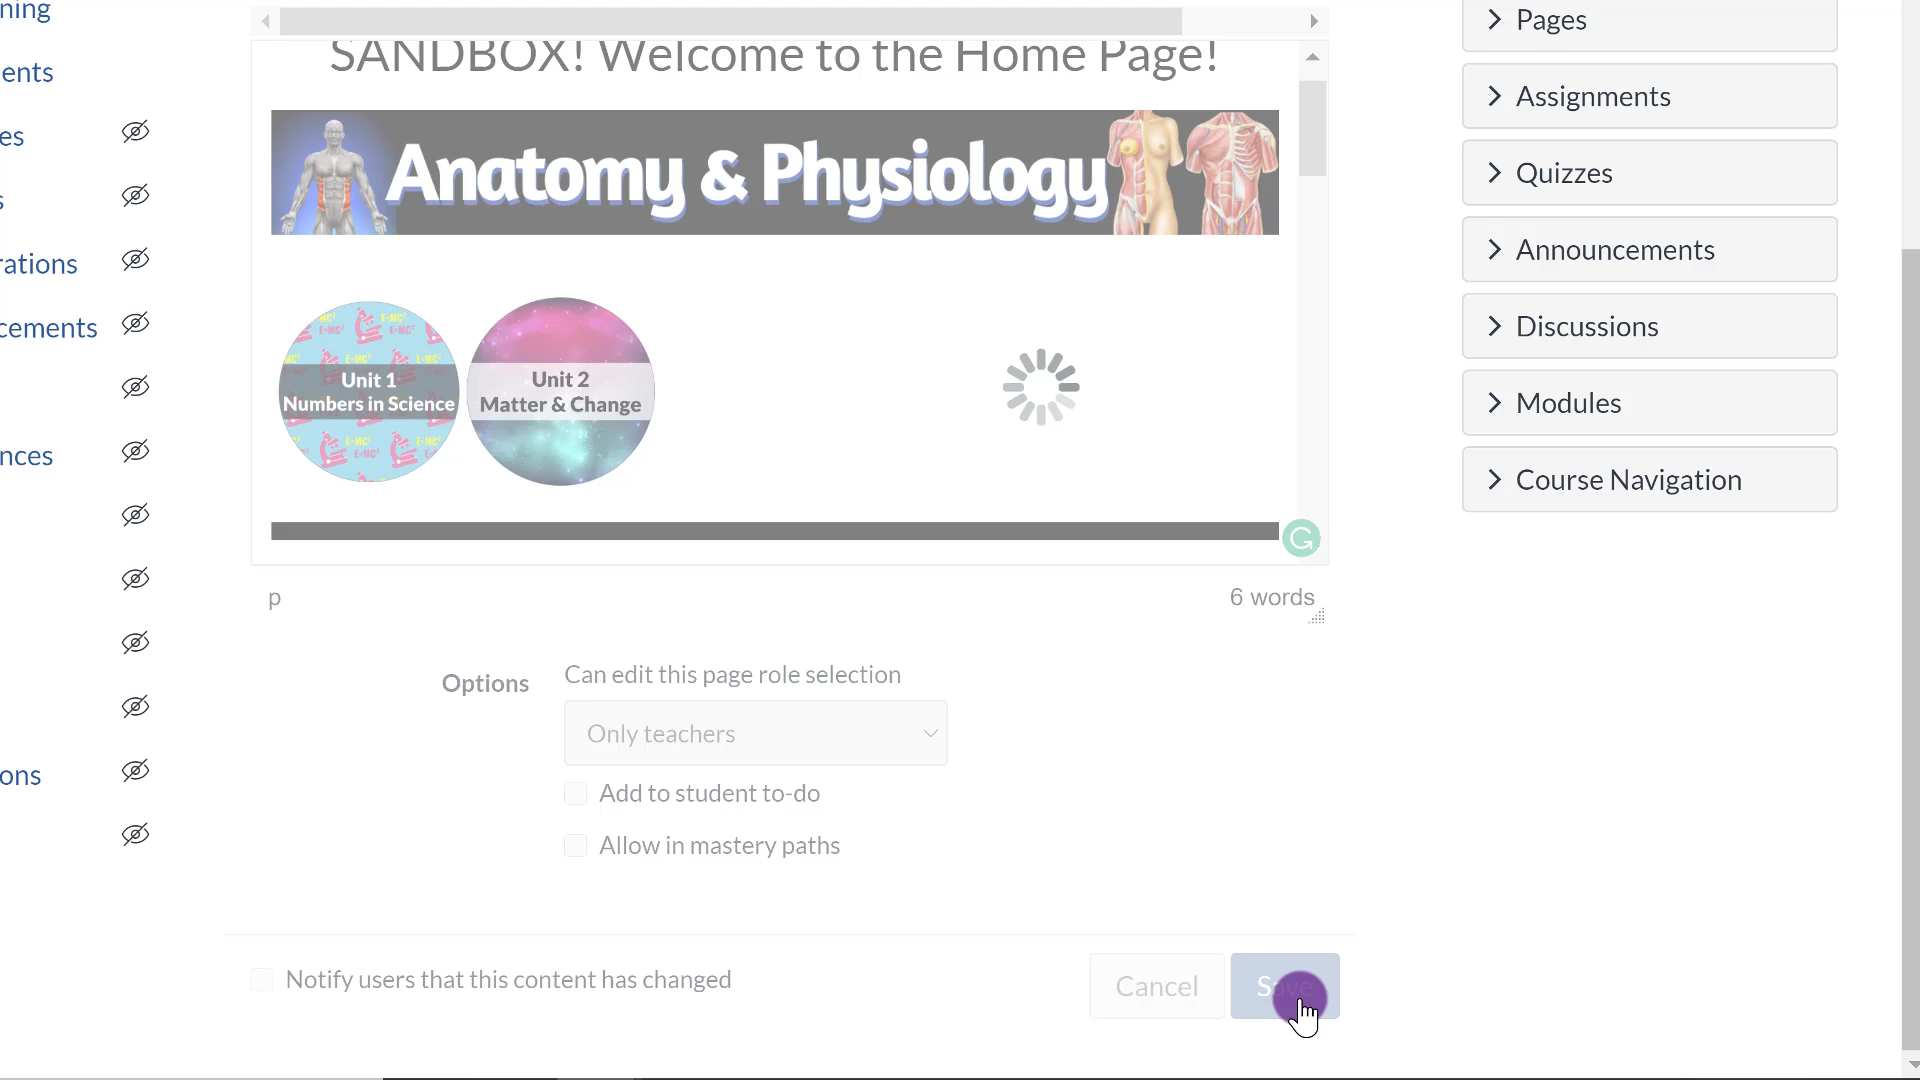 ning
ents
es
s
rations
cements
nces
ons
SANDBOX! Welcome to the Home Page!
Anatomy & Physiology
E=MC²
Unit 1
Numbers in Science
Unit 2
Matter & Change
p
6 words
Options
Can edit this page role selection
Only teachers
Add to student to-do
Allow in mastery paths
Notify users that this content has changed
Cancel
Save
Pages
Assignments
Quizzes
Announcements
Discussions
Modules
Course Navigation